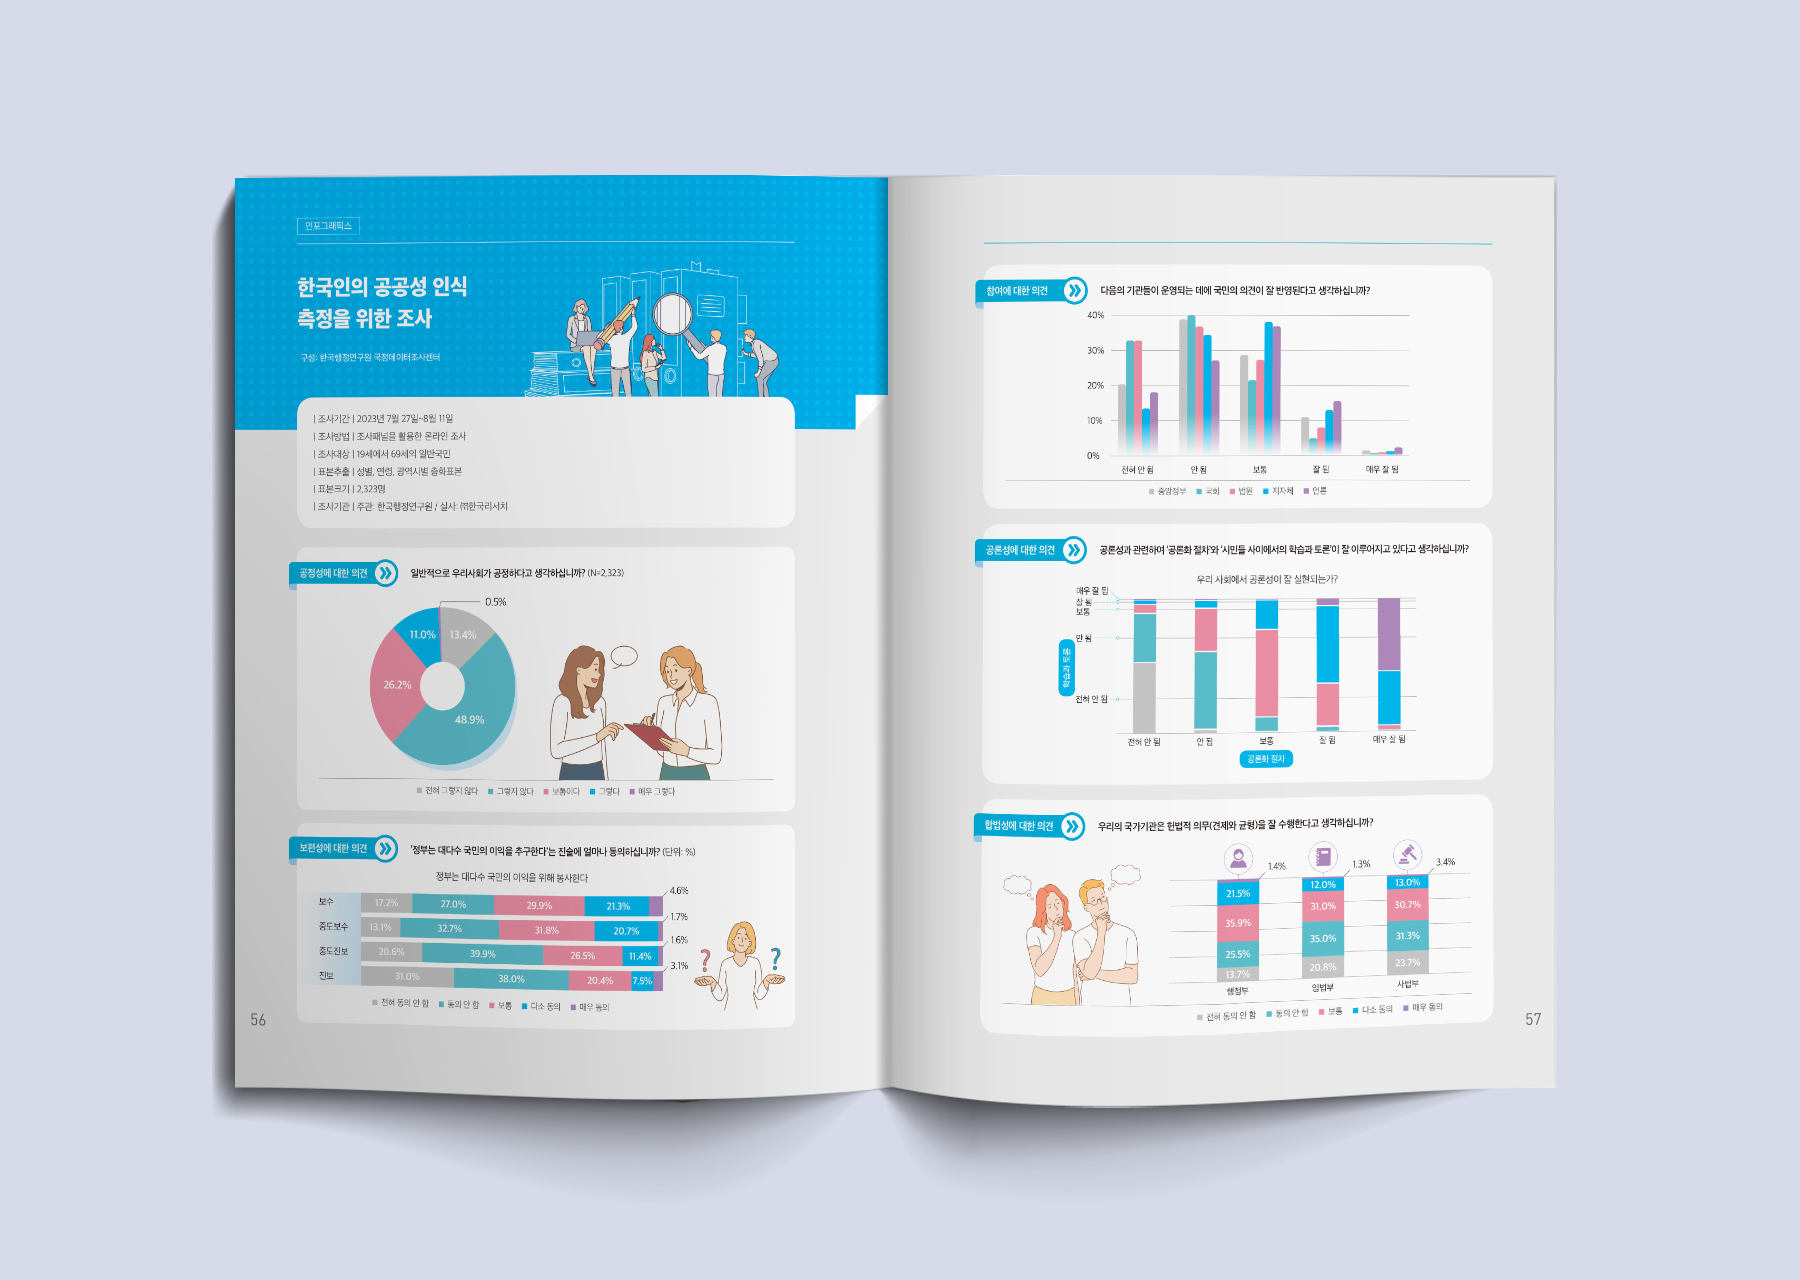 인포그래픽스
한국인의 공공성 인식
측정을 위한 조사
구성: 한국행정연구원 국정데이터조사센터
| 조사기간 | 2023년 7월 27일~8월 11일
| 조사방법 | 조사패널을 활용한 온라인 조사
| 조사대상 | 19세에서 69세의 일반국민
| 표본추출 | 성별, 연령, 광역시별 층화표본
| 표본크기 | 2,323명
| 조사기관 | 주관: 한국행정연구원 / 실사: ㈜한국리서치
공정성에 대한 의견
일반적으로 우리사회가 공정하다고 생각하십니까? (N=2,323)
0.5%
11.0%
13.4%
26.2%
48.9%
전혀 그렇지 않다
그렇지 않다
보통이다
그렇다
매우 그렇다
보편성에 대한 의견
'정부는 대다수 국민의 이익을 추구한다'는 진술에 얼마나 동의하십니까? (단위: %)
정부는 대다수 국민의 이익을 위해 봉사한다
보수 17.2% 27.0% 29.9% 21.3% 4.6%
중도보수 13.1% 32.7% 31.8% 20.7% 1.7%
중도진보 20.6% 39.9% 26.5% 11.4% 1.6%
진보 31.0% 38.0% 20.4% 7.5% 3.1%
? ?
전혀 동의 안 함
동의 안 함
보통
다소 동의
매우 동의
56
참여에 대한 의견
다음의 기관들이 운영되는 데에 국민의 의견이 잘 반영된다고 생각하십니까?
40%
30%
20%
10%
0%
전혀 안 됨
안 됨
보통
잘 됨
매우 잘 됨
중앙정부
국회
법원
지자체
언론
공론성에 대한 의견
공론성과 관련하여 '공론화 절차'와 '시민들 사이에서의 학습과 토론'이 잘 이루어지고 있다고 생각하십니까?
우리 사회에서 공론성이 잘 실현되는가?
매우 잘 됨
잘 됨
보통
안 됨
전혀 안 됨
학습과 토론
전혀 안 됨
안 됨
보통
잘 됨
매우 잘 됨
공론화 절차
합법성에 대한 의견
우리의 국가기관은 헌법적 의무(견제와 균형)을 잘 수행한다고 생각하십니까?
1.4% 1.3% 3.4%
21.5% 12.0% 13.0%
35.9% 31.0% 30.7%
25.5% 35.0% 31.3%
13.7% 20.8% 23.7%
행정부
입법부
사법부
전혀 동의 안 함
동의 안 함
보통
다소 동의
매우 동의
57